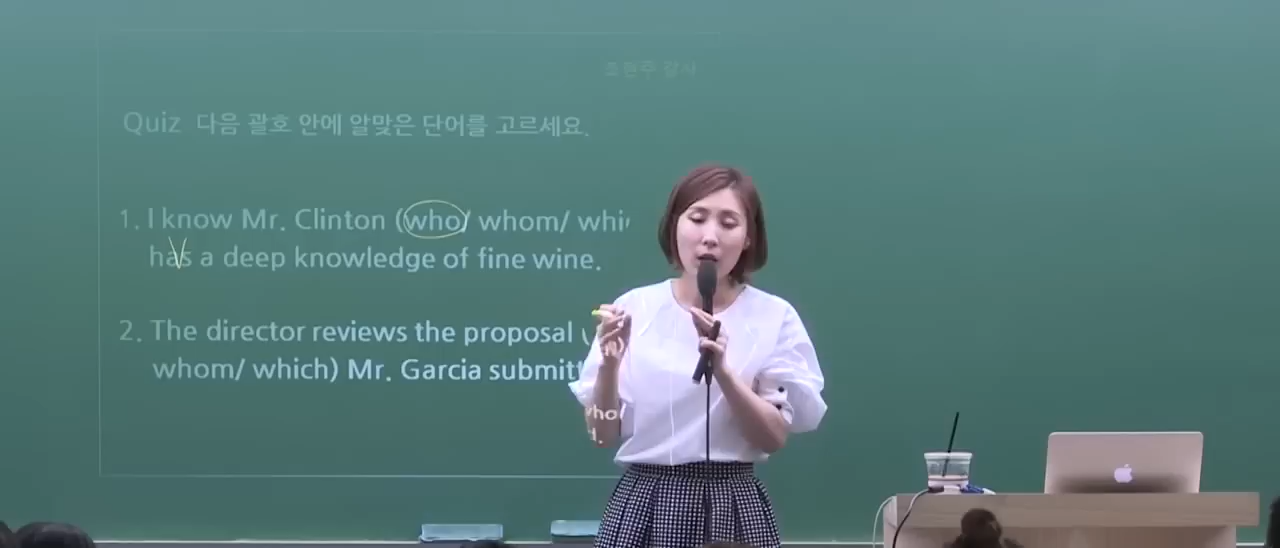 조현주 강사
Quiz 다음 괄호 안에 알맞은 단어를 고르세요.
1. I know Mr. Clinton (who/ whom/
has a deep knowledge of fine wine.
2. The director reviews the proposal
who/
whom/ which) Mr. Garcia